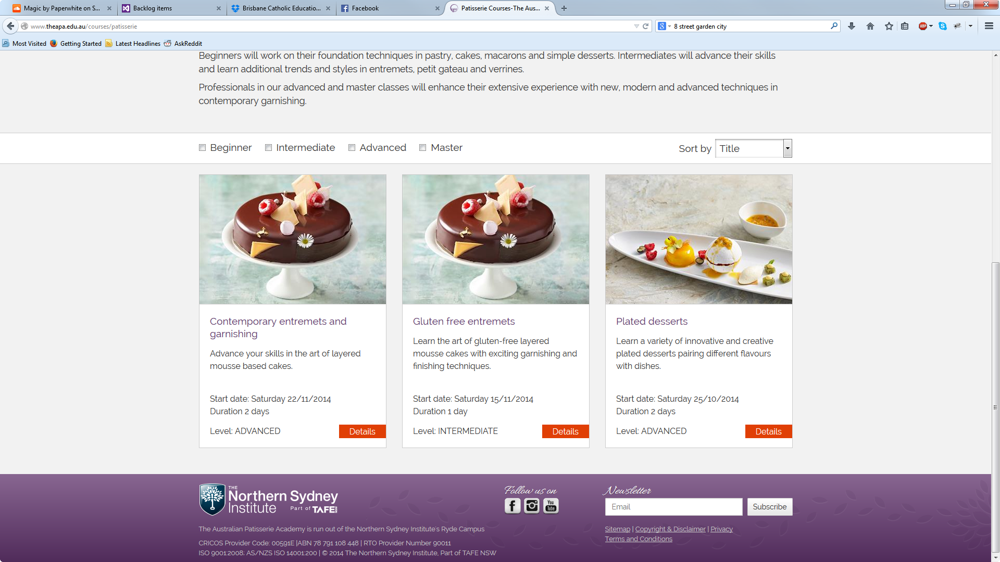 Magic by Paperwhite on S...
Backlog items
Brisbane Catholic Educatio...
Facebook
Patisserie Courses-The Aus...
www.theapa.edu.au/courses/patisserie
8 street garden city
Most Visited
Getting Started
Latest Headlines
AskReddit
Beginners will work on their foundation techniques in pastry, cakes, macarons and simple desserts. Intermediates will advance their skills
and learn additional trends and styles in entremets, petit gateau and verrines.
Professionals in our advanced and master classes will enhance their extensive experience with new, modern and advanced techniques in
contemporary garnishing.
Beginner
Intermediate
Advanced
Master
Sort by
Title
Contemporary entremets and
garnishing
Advance your skills in the art of layered
mousse based cakes.
Start date: Saturday 22/11/2014
Duration 2 days
Level: ADVANCED
Details
Gluten free entremets
Learn the art of gluten-free layered
mousse cakes with exciting garnishing and
finishing techniques.
Start date: Saturday 15/11/2014
Duration 1 day
Level: INTERMEDIATE
Details
Plated desserts
Learn a variety of innovative and creative
plated desserts pairing different flavours
with dishes.
Start date: Saturday 25/10/2014
Duration 2 days
Level: ADVANCED
Details
THE
Northern Sydney
Institute
Part of TAFE NSW
Follow us on
You
Tube
Newsletter
Email
Subscribe
The Australian Patisserie Academy is run out of the Northern Sydney Institute's Ryde Campus
CRICOS Provider Code: 00591E |ABN 78 791 108 448 | RTO Provider Number 90011
ISO 9001:2008; AS/NZS ISO 14001:200 | © 2014 The Northern Sydney Institute, Part of TAFE NSW
Sitemap | Copyright & Disclaimer | Privacy
Terms and Conditions